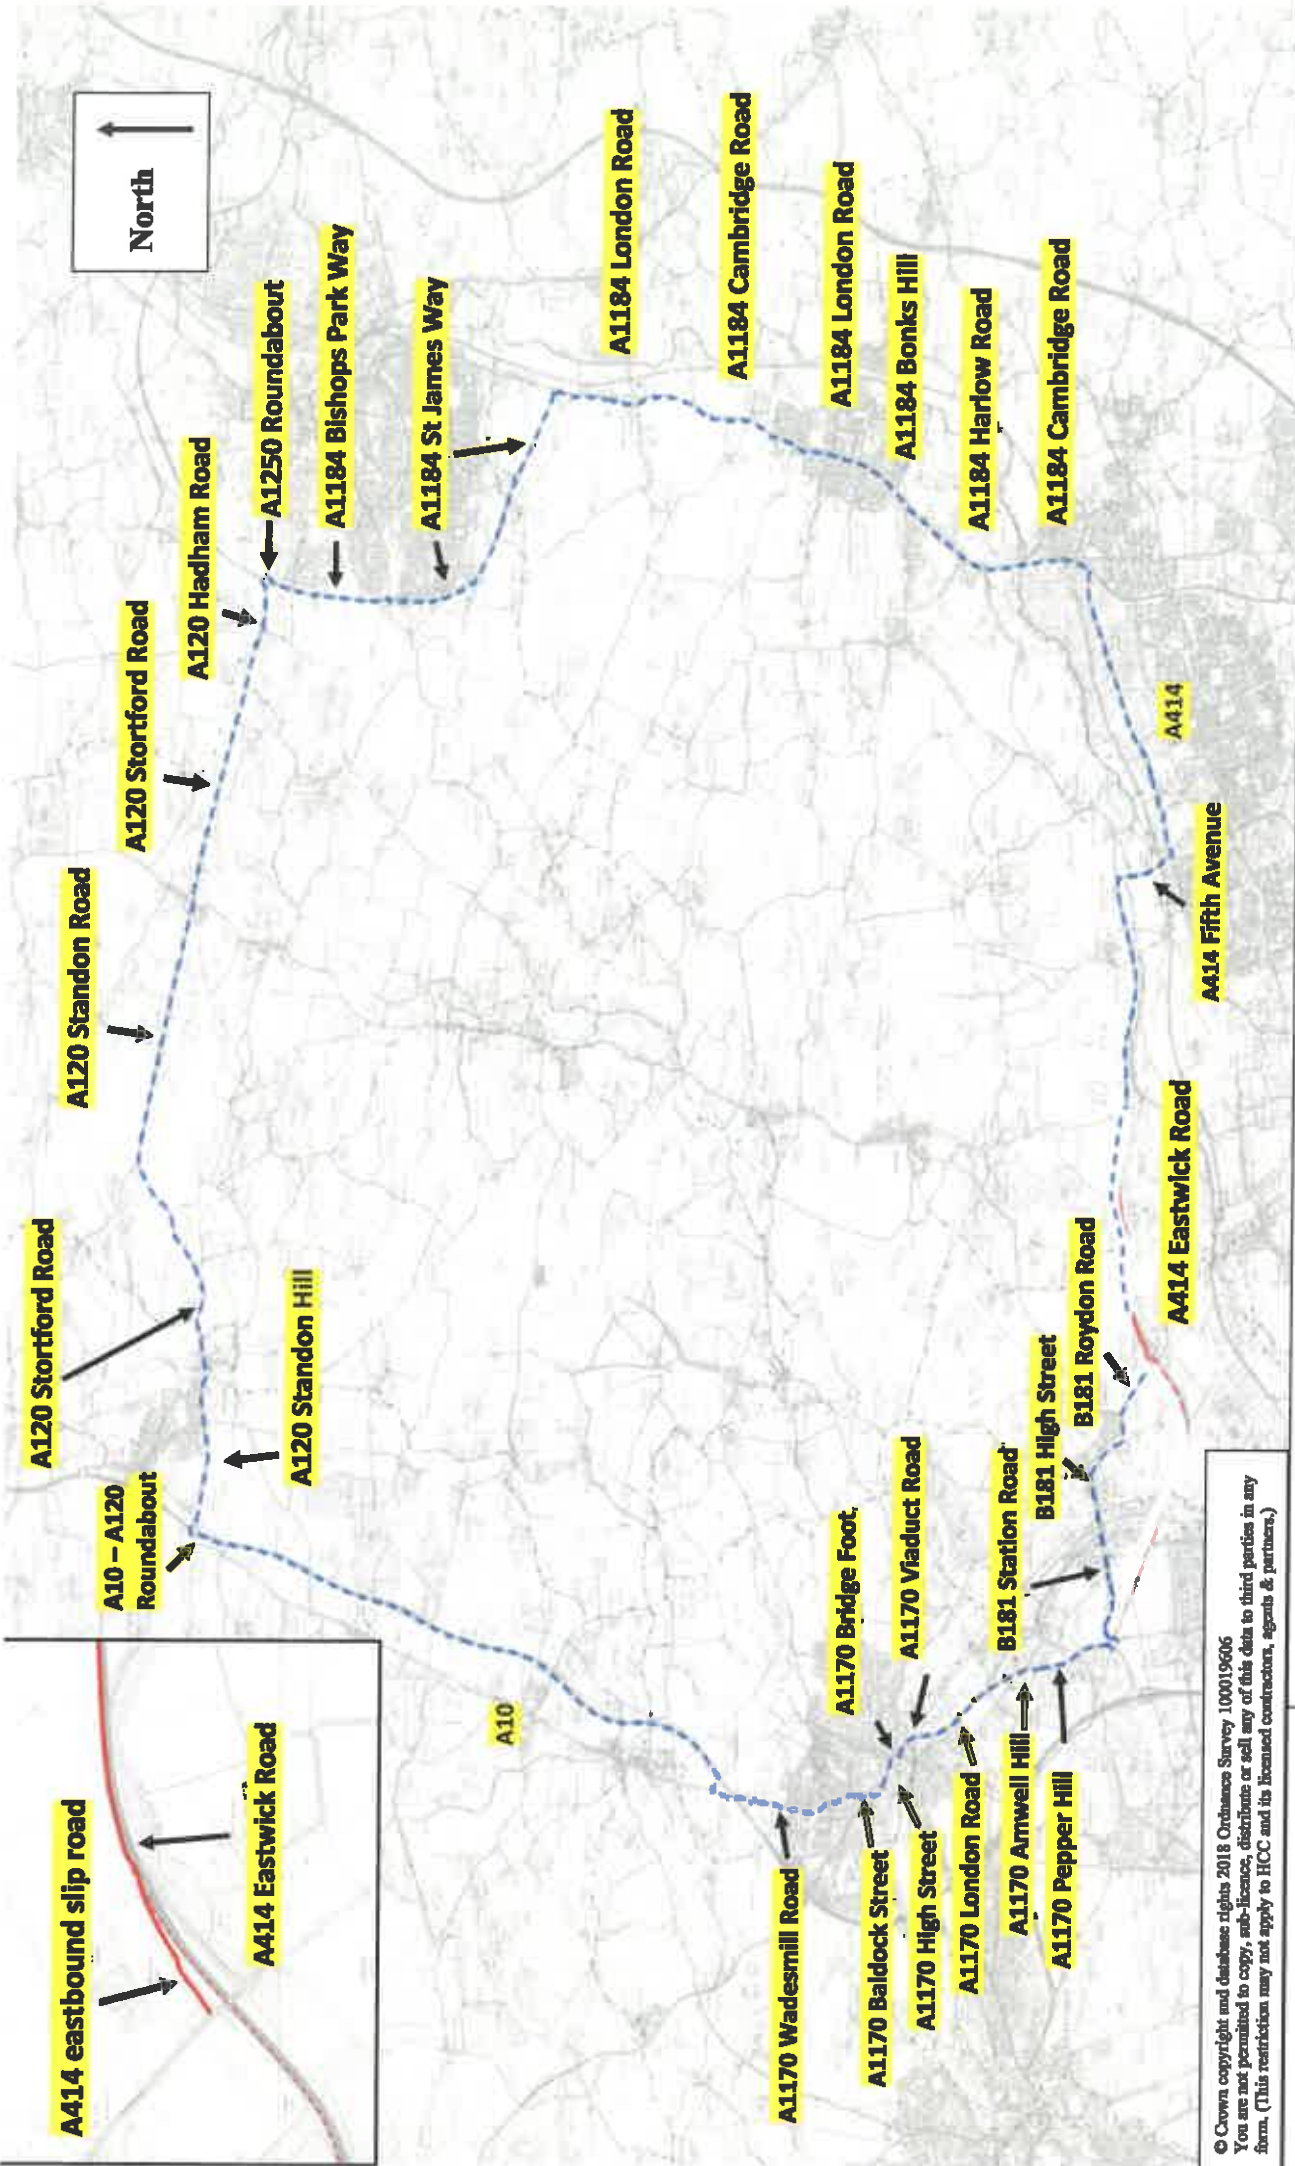 A414 eastbound slip road
A414 Eastwick Road
A10 – A120
Roundabout
A120 Stortford Road
A120 Standon Hill
A120 Standon Road
A120 Stortford Road
A120 Hadham Road
A1250 Roundabout
A1184 Bishops Park Way
A1184 St James Way
North
A10
A1184 London Road
A1184 Cambridge Road
A1184 London Road
A1184 Bonks Hill
A1184 Harlow Road
A1184 Cambridge Road
A1170 Wadesmill Road
A1170 Baldock Street
A1170 High Street
A1170 London Road
A1170 Amwell Hill
A1170 Pepper Hill
A1170 Bridge Foot
A1170 Viaduct Road
B181 Station Road
B181 High Street
B181 Roydon Road
A414 Eastwick Road
A414 Fifth Avenue
A414
© Crown copyright and database rights 2018 Ordnance Survey 100019606
You are not permitted to copy, sub-licence, distribute or sell any of this data to third parties in any
form. (This restriction may not apply to HCC and its licensed contractors, agents & partners.)